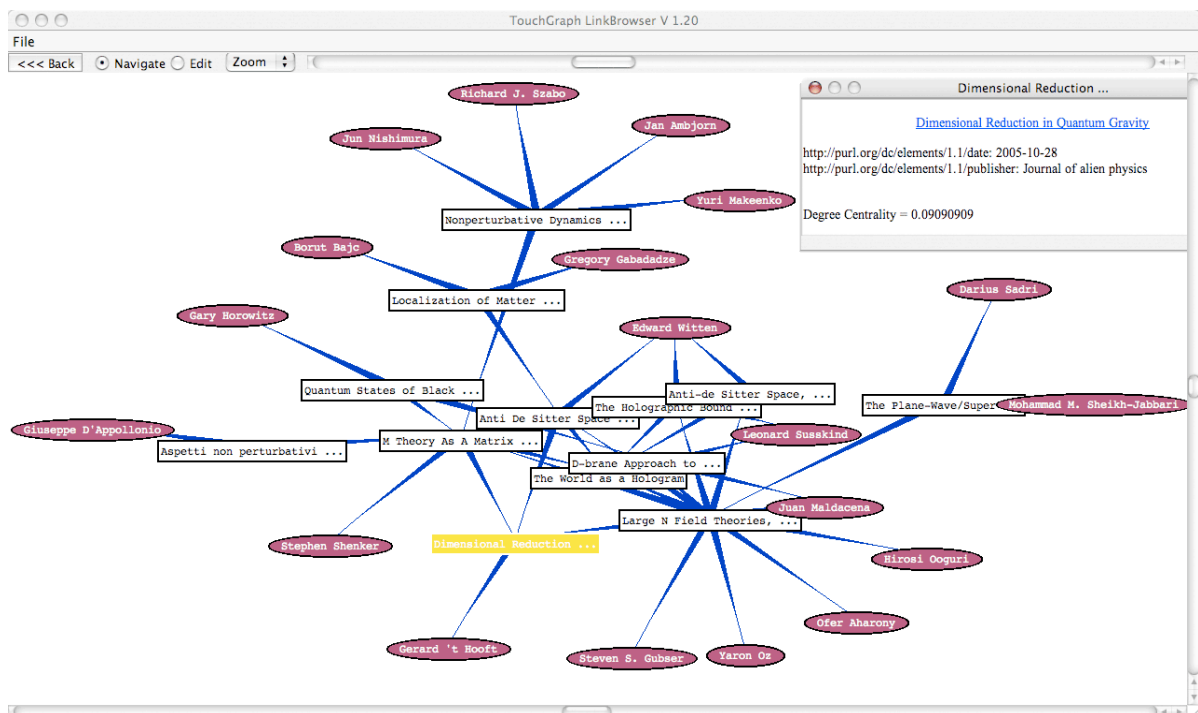 TouchGraph LinkBrowser V 1.20
File
<<< Back
Navigate
Edit
Zoom
Dimensional Reduction ...
Dimensional Reduction in Quantum Gravity
http://purl.org/dc/elements/1.1/date: 2005-10-28
http://purl.org/dc/elements/1.1/publisher: Journal of alien physics
Degree Centrality = 0.09090909
Richard J. Szabo
Jan Ambjorn
Jun Nishimura
Yuri Makeenko
Nonperturbative Dynamics ...
Borut Bajc
Gregory Gabadadze
Darius Sadri
Localization of Matter ...
Gary Horowitz
Edward Witten
Quantum States of Black ...
Anti-de Sitter Space, ...
The Holographic Bound ...
The Plane-Wave/Super
Mohammad M. Sheikh-Jabbari
Anti De Sitter Space ...
Giuseppe D'Appollonio
Leonard Susskind
M Theory As A Matrix ...
Aspetti non perturbativi ...
D-brane Approach to ...
The World as a Hologram
Juan Maldacena
Large N Field Theories, ...
Stephen Shenker
Dimensional Reduction ...
Hirosi Ooguri
Ofer Aharony
Gerard 't Hooft
Steven S. Gubser
Yaron Oz